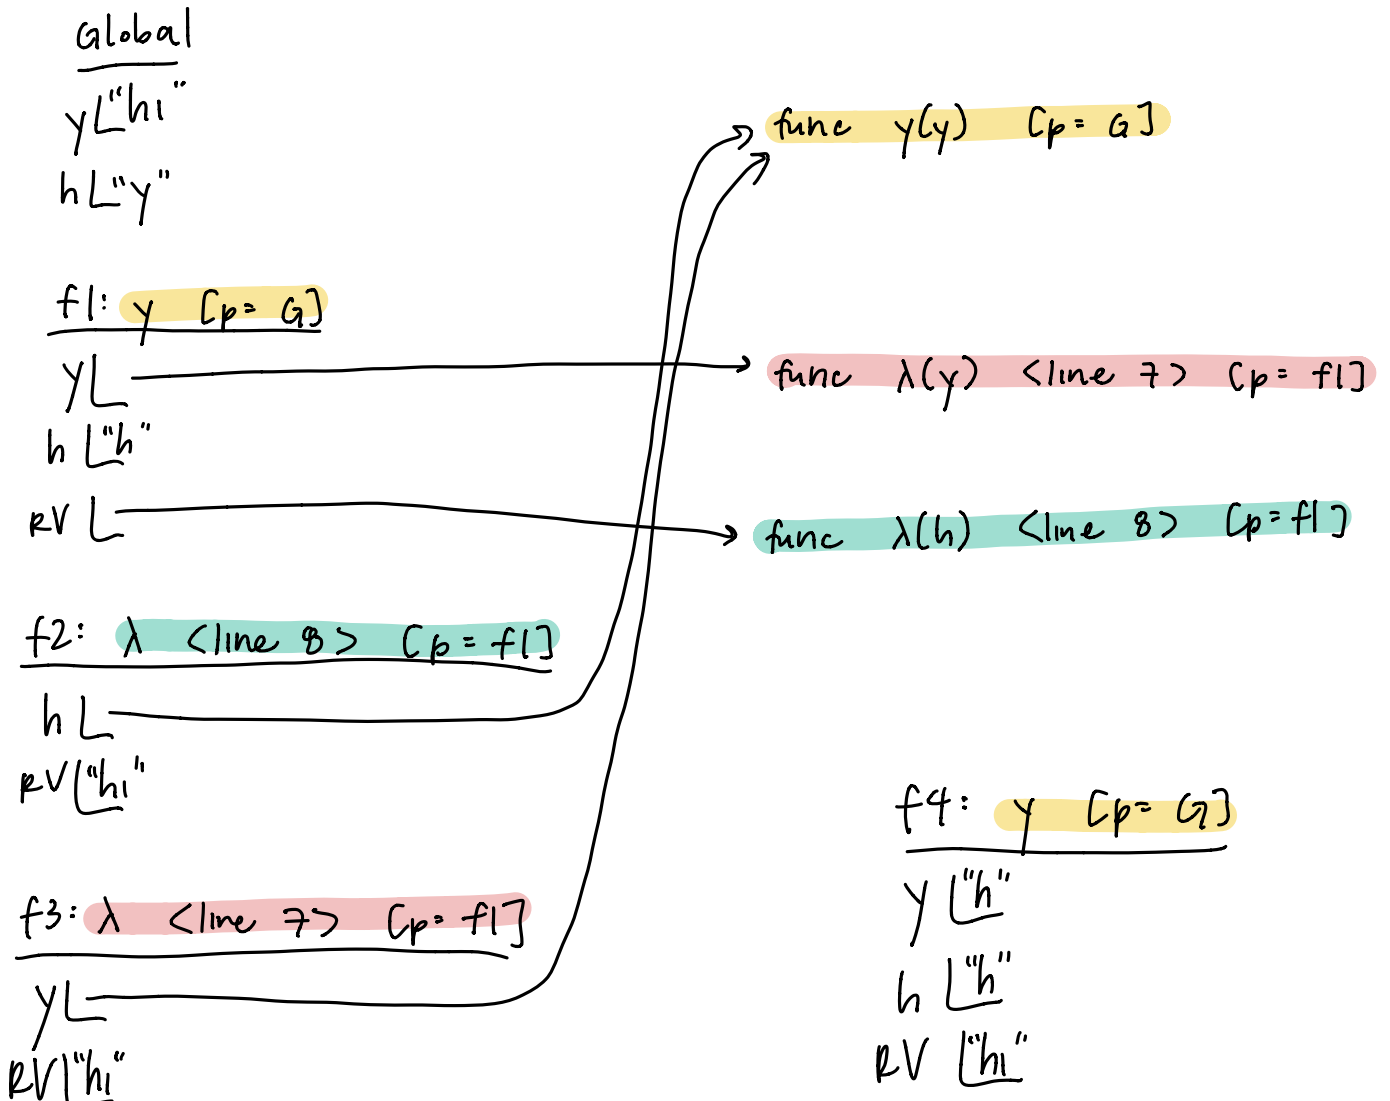 Global
y "hi"
h "y"
f1: y [p= G]
y
h "h"
RV
f2: λ <line 8> [p= f1]
h
RV "hi"
f3: λ <line 7> [p= f1]
y
RV "hi"
func y(y) [p= G]
func λ(y) <line 7> [p= f1]
func λ(h) <line 8> [p=f1]
f4: y [p= G]
y "h"
h "h"
RV "hi"